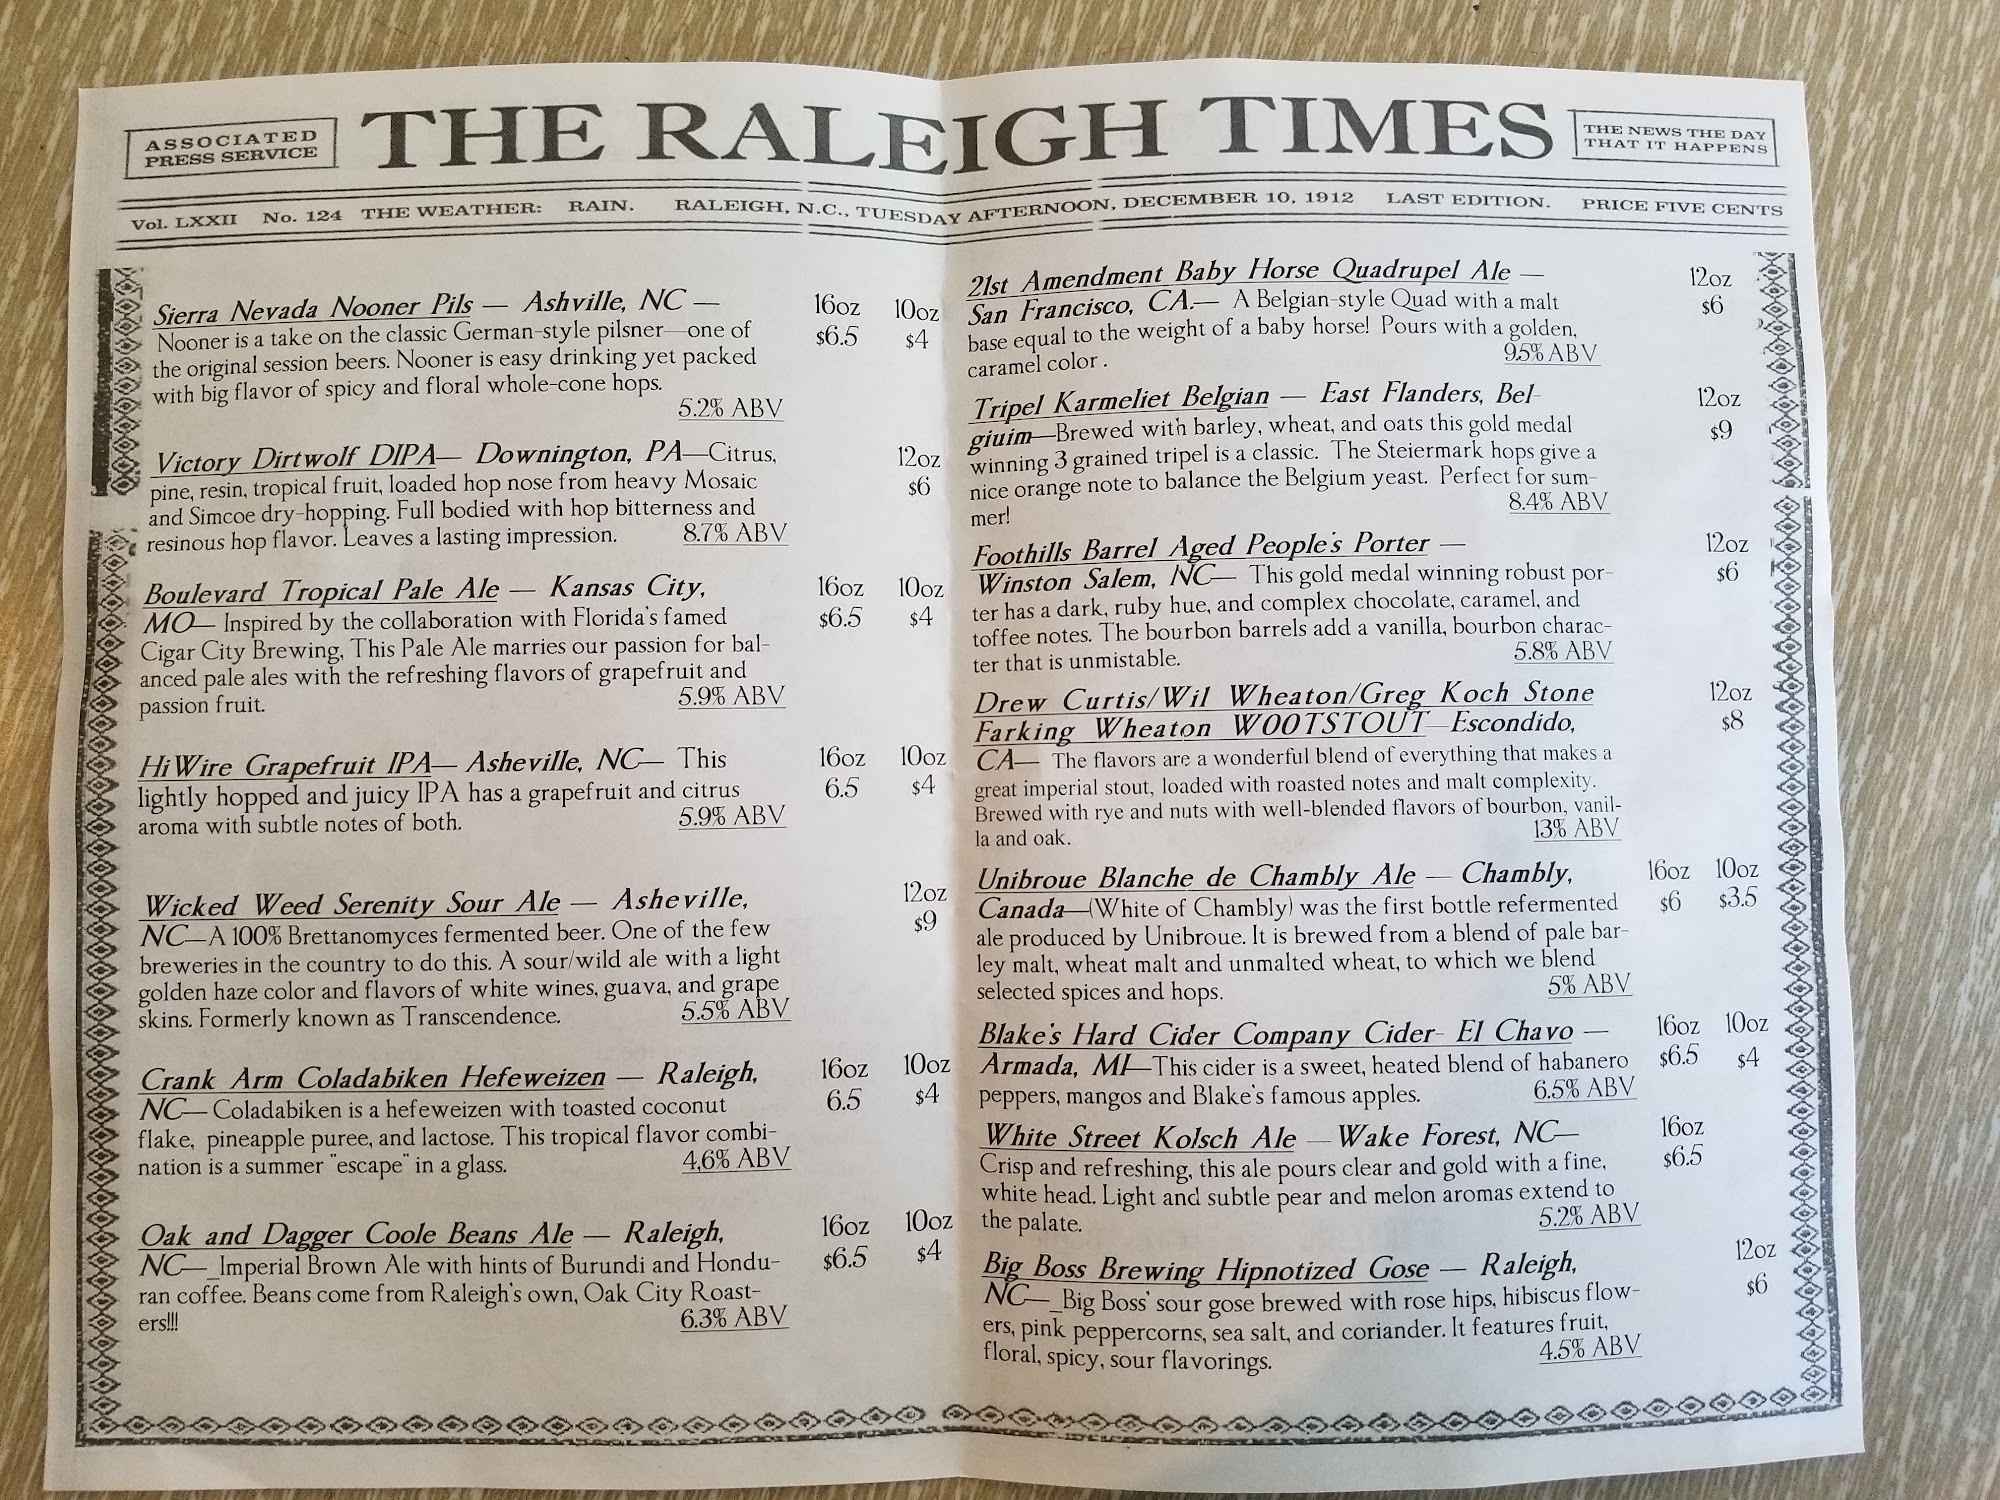 ASSOCIATED
PRESS SERVICE
THE RALEIGH TIMES
THE NEWS THE DAY
THAT IT HAPPENS
Vol. LXXII No. 124 THE WEATHER: RAIN. RALEIGH, N.C., TUESDAY AFTERNOON, DECEMBER 10, 1912 LAST EDITION. PRICE FIVE CENTS
Sierra Nevada Nooner Pils — Ashville, NC — 16oz 10oz
Nooner is a take on the classic German-style pilsner—one of $6.5 $4
the original session beers. Nooner is easy drinking yet packed
with big flavor of spicy and floral whole-cone hops.
5.2% ABV
Victory Dirtwolf DIPA— Downington, PA—Citrus, 12oz
pine, resin, tropical fruit, loaded hop nose from heavy Mosaic $6
and Simcoe dry-hopping. Full bodied with hop bitterness and
resinous hop flavor. Leaves a lasting impression. 8.7% ABV
Boulevard Tropical Pale Ale — Kansas City, 16oz 10oz
MO— Inspired by the collaboration with Florida's famed $6.5 $4
Cigar City Brewing, This Pale Ale marries our passion for bal-
anced pale ales with the refreshing flavors of grapefruit and
passion fruit. 5.9% ABV
HiWire Grapefruit IPA— Asheville, NC— This 16oz 10oz
lightly hopped and juicy IPA has a grapefruit and citrus 6.5 $4
aroma with subtle notes of both. 5.9% ABV
Wicked Weed Serenity Sour Ale — Asheville, 12oz
NC—A 100% Brettanomyces fermented beer. One of the few $9
breweries in the country to do this. A sour/wild ale with a light
golden haze color and flavors of white wines, guava, and grape
skins. Formerly known as Transcendence. 5.5% ABV
Crank Arm Coladabiken Hefeweizen — Raleigh, 16oz 10oz
NC— Coladabiken is a hefeweizen with toasted coconut 6.5 $4
flake, pineapple puree, and lactose. This tropical flavor combi-
nation is a summer "escape" in a glass. 4.6% ABV
Oak and Dagger Coole Beans Ale — Raleigh, 16oz 10oz
NC—_Imperial Brown Ale with hints of Burundi and Hondu- $6.5 $4
ran coffee. Beans come from Raleigh's own, Oak City Roast-
ers!!! 6.3% ABV
21st Amendment Baby Horse Quadrupel Ale — 12oz
San Francisco, CA.— A Belgian-style Quad with a malt $6
base equal to the weight of a baby horse! Pours with a golden,
caramel color . 9.5% ABV
Tripel Karmeliet Belgian — East Flanders, Bel- 12oz
giuim—Brewed with barley, wheat, and oats this gold medal $9
winning 3 grained tripel is a classic. The Steiermark hops give a
nice orange note to balance the Belgium yeast. Perfect for sum-
mer! 8.4% ABV
Foothills Barrel Aged People's Porter — 12oz
Winston Salem, NC— This gold medal winning robust por- $6
ter has a dark, ruby hue, and complex chocolate, caramel, and
toffee notes. The bourbon barrels add a vanilla, bourbon charac-
ter that is unmistable. 5.8% ABV
Drew Curtis/Wil Wheaton/Greg Koch Stone 12oz
Farking Wheaton WOOTSTOUT—Escondido, $8
CA— The flavors are a wonderful blend of everything that makes a
great imperial stout, loaded with roasted notes and malt complexity.
Brewed with rye and nuts with well-blended flavors of bourbon, vanil-
la and oak. 13% ABV
Unibroue Blanche de Chambly Ale — Chambly, 16oz 10oz
Canada—(White of Chambly) was the first bottle refermented $6 $3.5
ale produced by Unibroue. It is brewed from a blend of pale bar-
ley malt, wheat malt and unmalted wheat, to which we blend
selected spices and hops. 5% ABV
Blake's Hard Cider Company Cider- El Chavo — 16oz 10oz
Armada, MI—This cider is a sweet, heated blend of habanero $6.5 $4
peppers, mangos and Blake's famous apples. 6.5% ABV
White Street Kolsch Ale — Wake Forest, NC— 16oz
Crisp and refreshing, this ale pours clear and gold with a fine, $6.5
white head. Light and subtle pear and melon aromas extend to
the palate. 5.2% ABV
Big Boss Brewing Hipnotized Gose — Raleigh, 12oz
NC—_Big Boss' sour gose brewed with rose hips, hibiscus flow- $6
ers, pink peppercorns, sea salt, and coriander. It features fruit,
floral, spicy, sour flavorings. 4.5% ABV